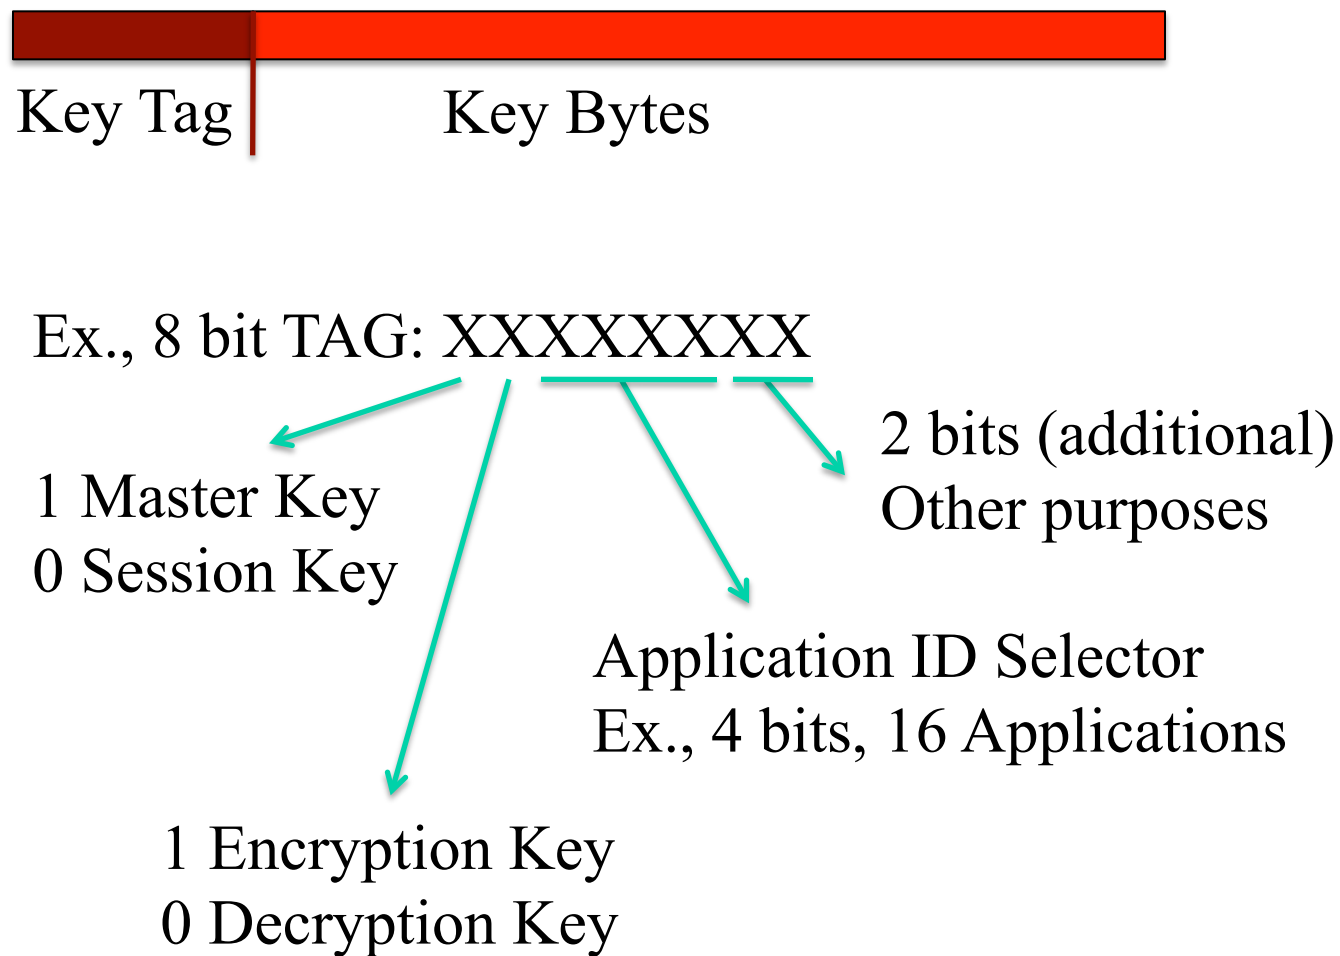 Key Tag
Key Bytes
Ex., 8 bit TAG: XXXXXXXX
2 bits (additional)
Other purposes
1 Master Key
0 Session Key
Application ID Selector
Ex., 4 bits, 16 Applications
1 Encryption Key
0 Decryption Key